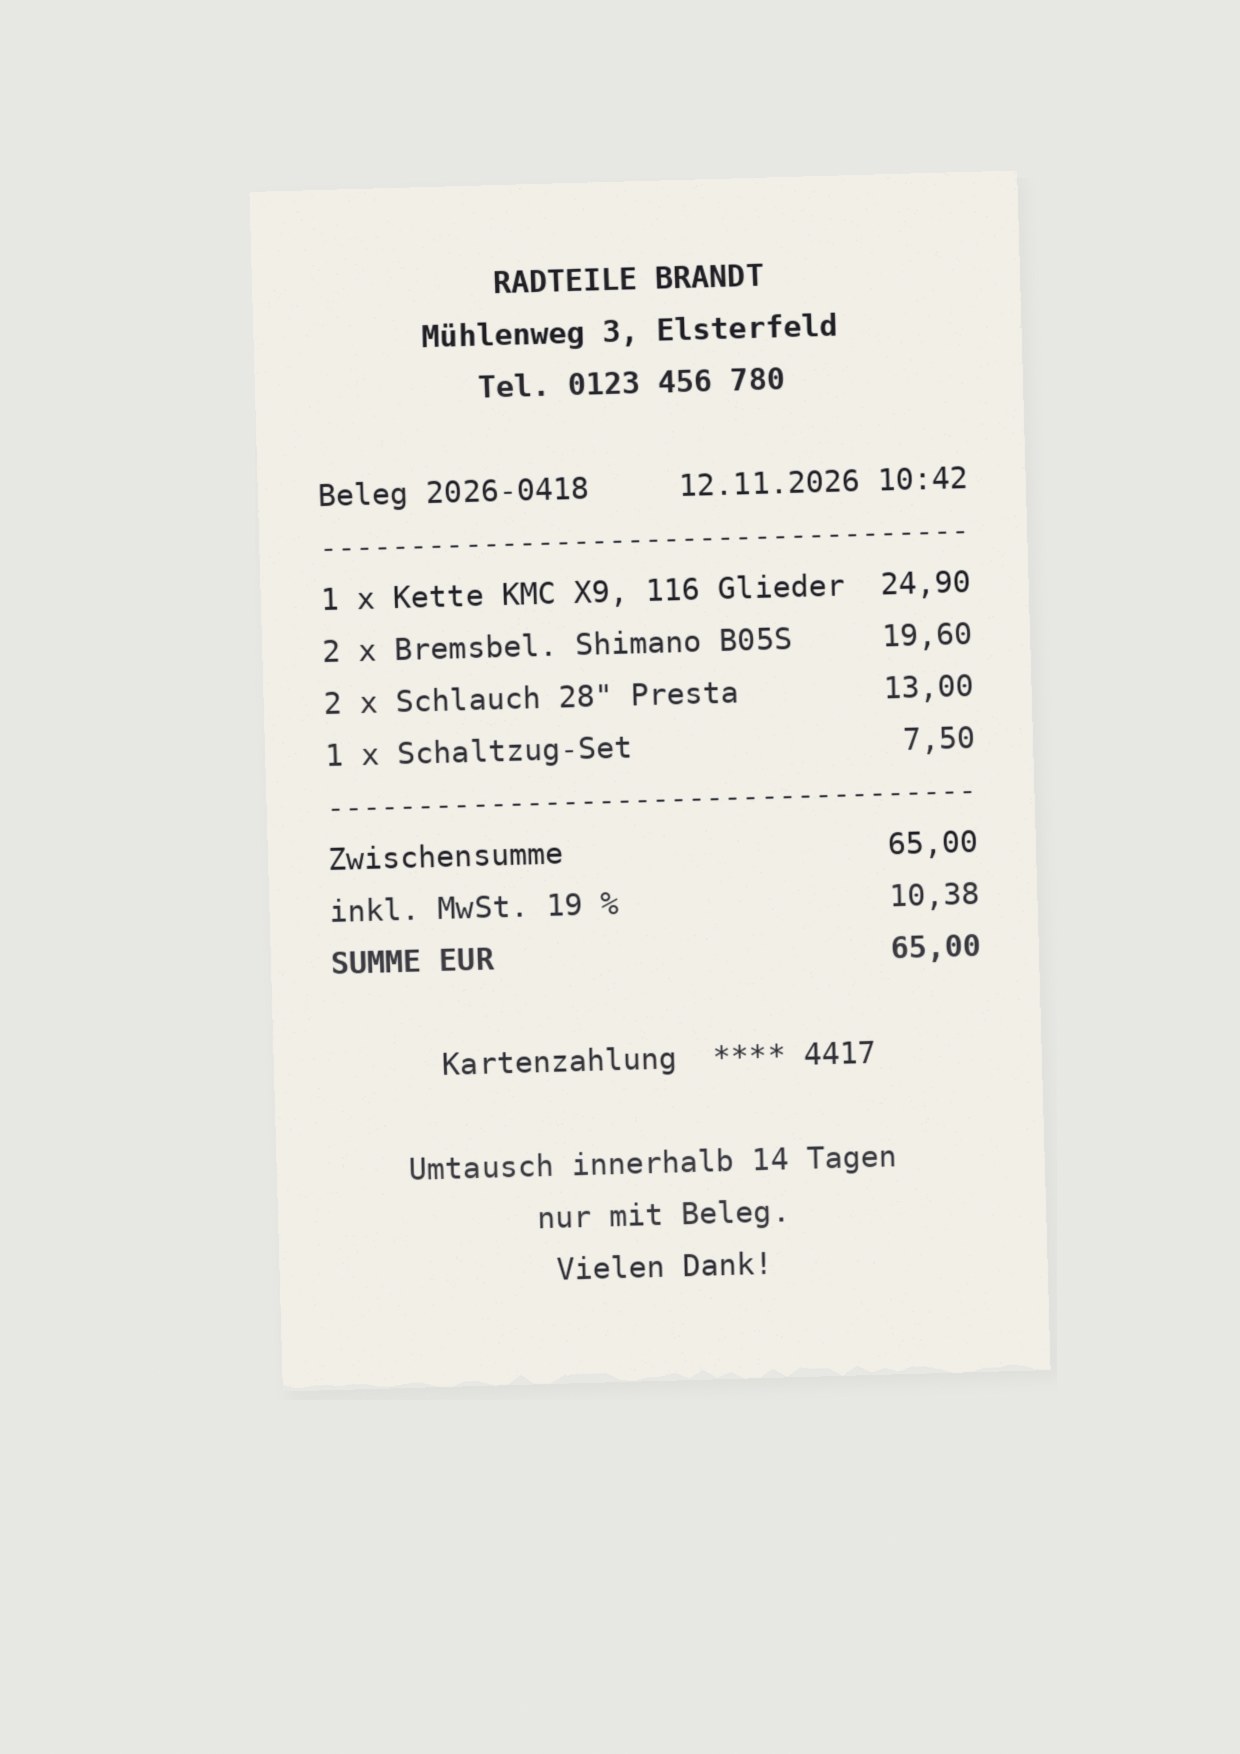 RADTEILE BRANDT
Mühlenweg 3, Elsterfeld
Tel. 0123 456 780
Beleg 2026-0418 12.11.2026 10:42
------------------------------------
1 x Kette KMC X9, 116 Glieder 24,90
2 x Bremsbel. Shimano B05S 19,60
2 x Schlauch 28" Presta 13,00
1 x Schaltzug-Set 7,50
------------------------------------
Zwischensumme 65,00
inkl. MwSt. 19 % 10,38
SUMME EUR 65,00
Kartenzahlung **** 4417
Umtausch innerhalb 14 Tagen
nur mit Beleg.
Vielen Dank!